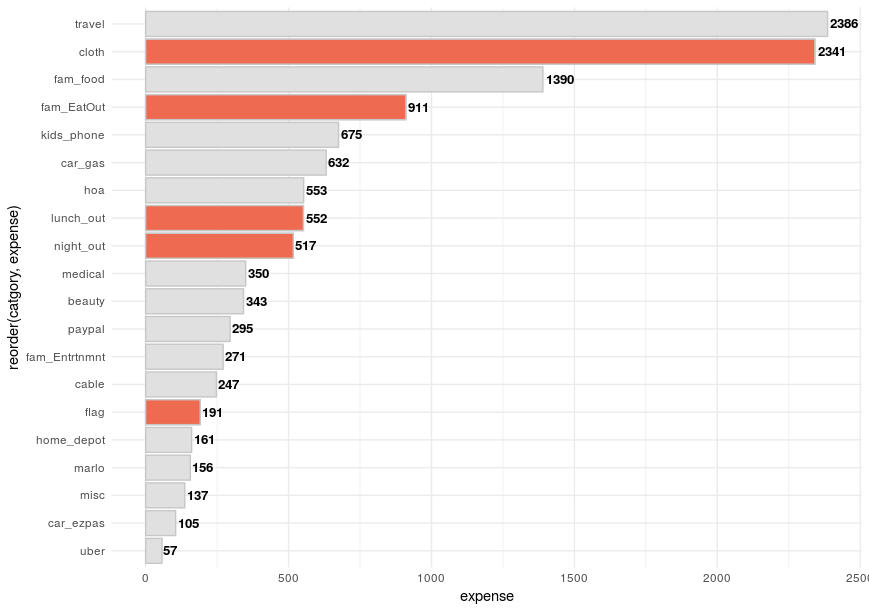 travel 2386
cloth 2341
fam_food 1390
fam_EatOut 911
kids_phone 675
car_gas 632
hoa 553
lunch_out 552
night_out 517
medical 350
beauty 343
paypal 295
fam_Entrtnmnt 271
cable 247
flag 191
home_depot 161
marlo 156
misc 137
car_ezpas 105
uber 57
reorder(catgory, expense)
0 500 1000 1500 2000 2500
expense